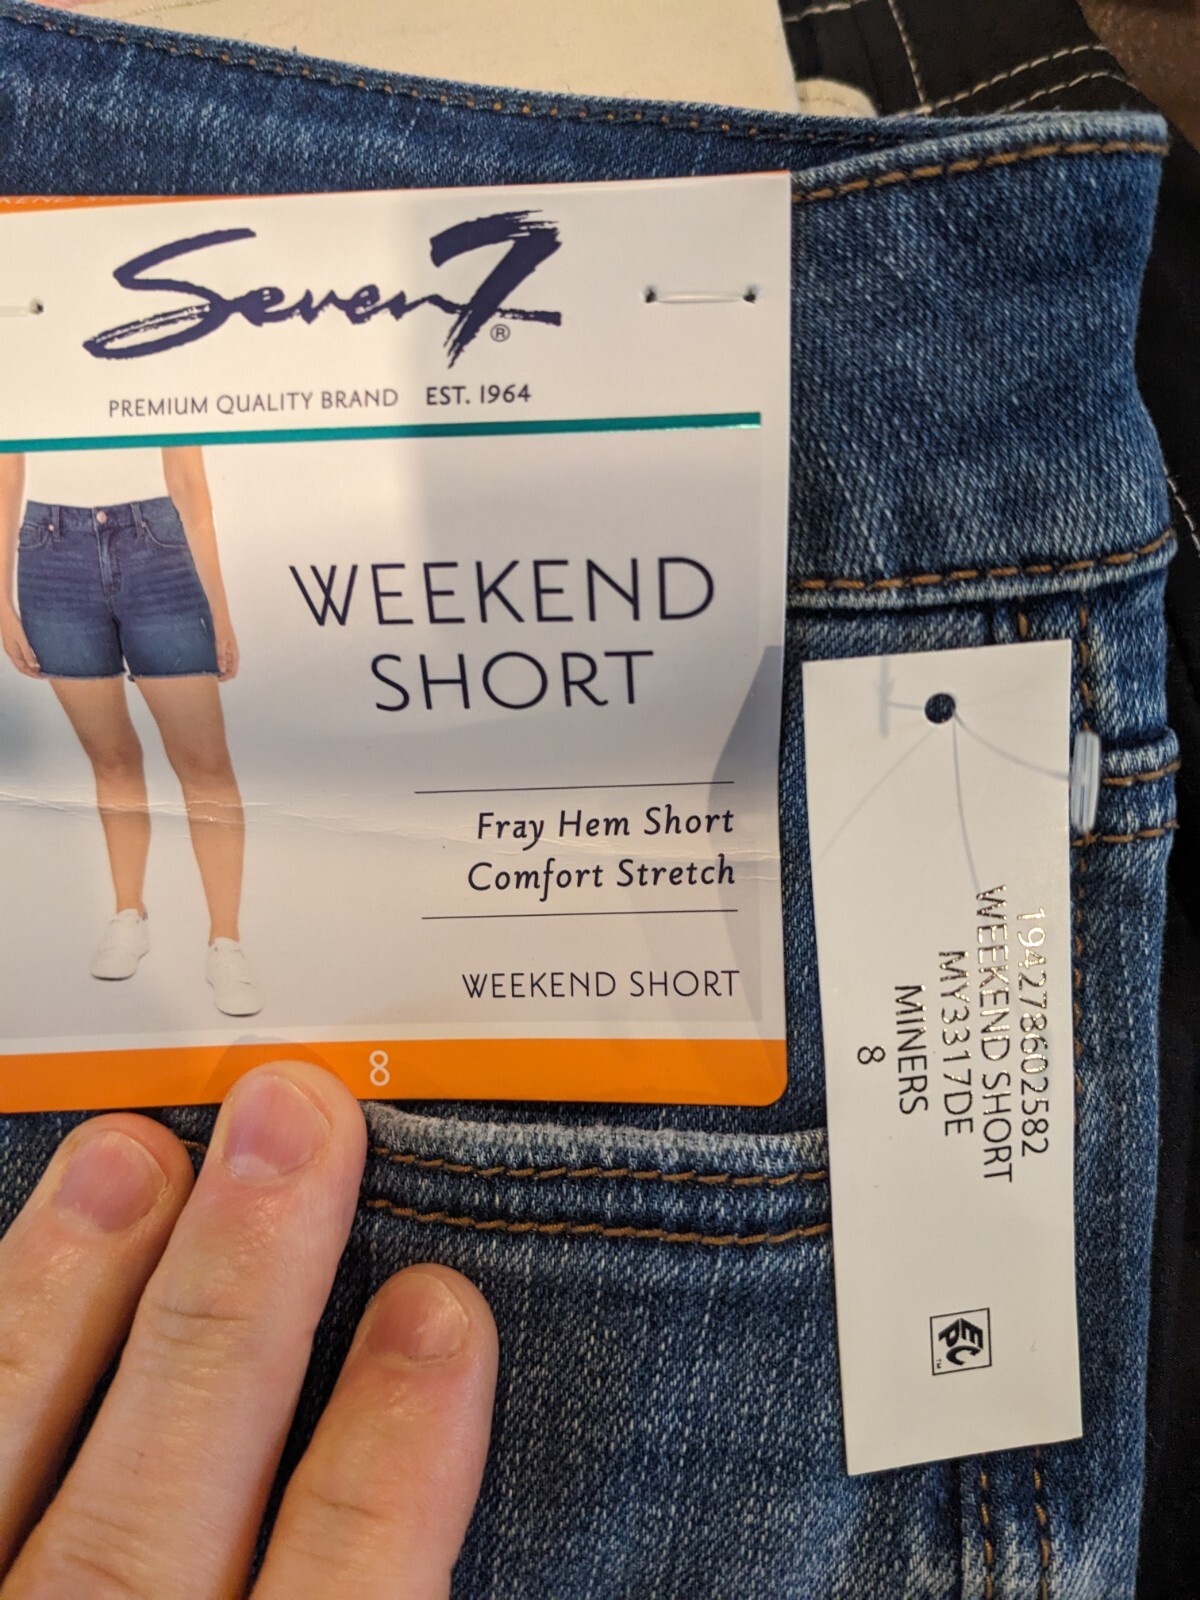 Seven7®
PREMIUM QUALITY BRAND EST. 1964
WEEKEND
SHORT
Fray Hem Short
Comfort Stretch
WEEKEND SHORT
8
194278602582
WEEKEND SHORT
MY3317DE
MINERS
8
™